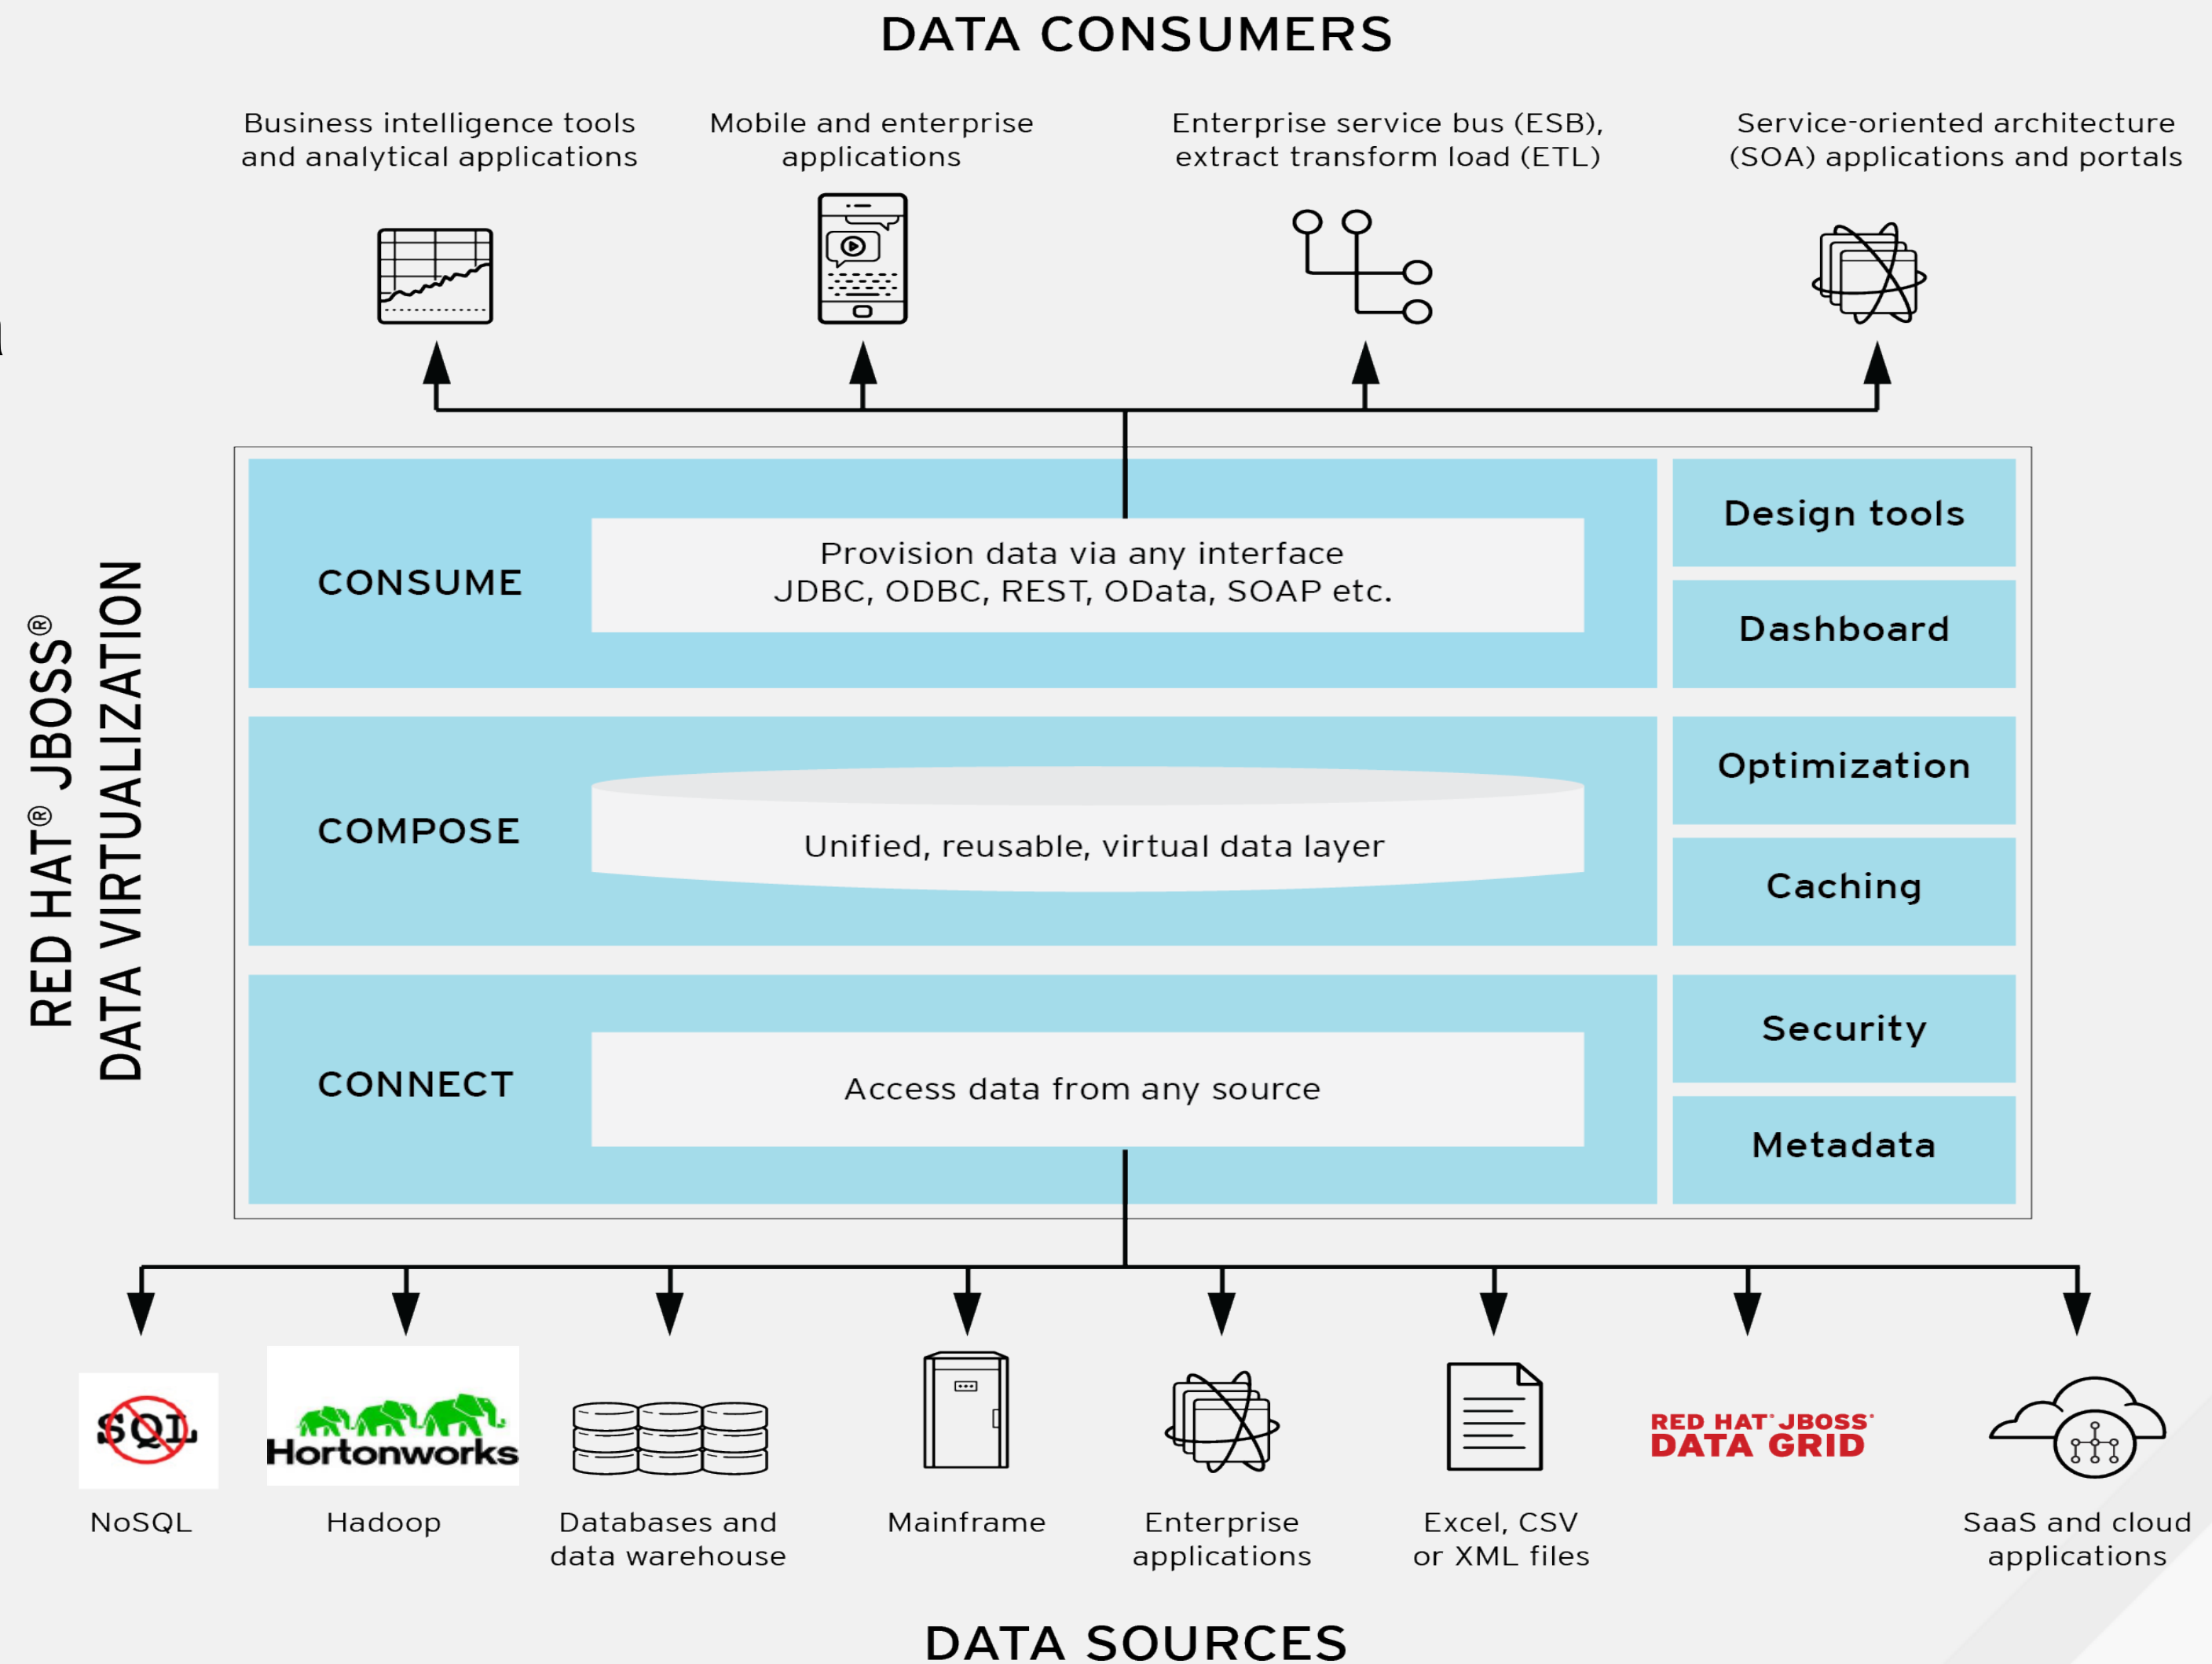 DATA CONSUMERS
Business intelligence tools
and analytical applications
Mobile and enterprise
applications
Enterprise service bus (ESB),
extract transform load (ETL)
Service-oriented architecture
(SOA) applications and portals
RED HAT® JBOSS®
DATA VIRTUALIZATION
CONSUME
Provision data via any interface
JDBC, ODBC, REST, OData, SOAP etc.
Design tools
Dashboard
COMPOSE
Unified, reusable, virtual data layer
Optimization
Caching
CONNECT
Access data from any source
Security
Metadata
SQL
Hortonworks
RED HAT® JBOSS®
DATA GRID
NoSQL
Hadoop
Databases and
data warehouse
Mainframe
Enterprise
applications
Excel, CSV
or XML files
SaaS and cloud
applications
DATA SOURCES